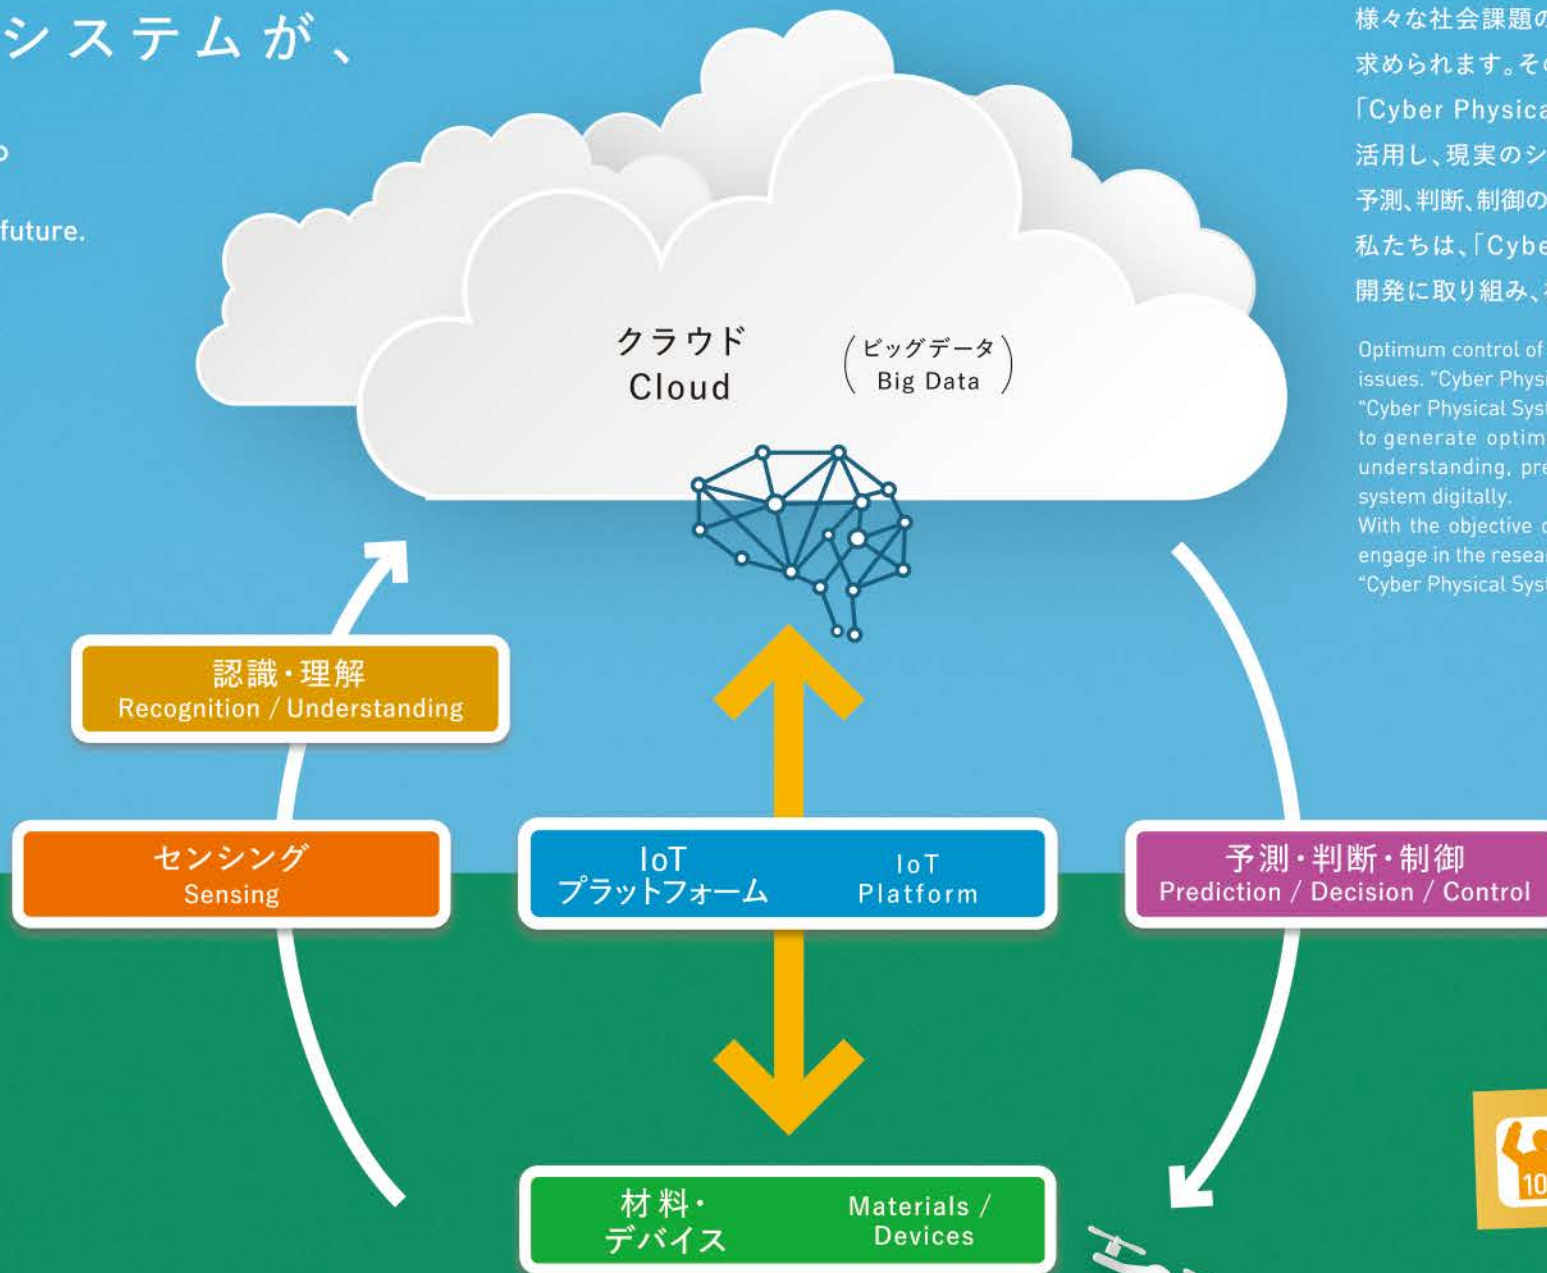 システムが、
future.
様々な社会課題の
求められます。その
「Cyber Physica
活用し、現実のシ
予測、判断、制御の
私たちは、「Cybe
開発に取り組み、
Optimum control of
issues. “Cyber Physi
“Cyber Physical Syst
to generate optim
understanding, pre
system digitally.
With the objective o
engage in the resear
“Cyber Physical Syst
クラウド
Cloud
(ビッグデータ
Big Data)
認識・理解
Recognition / Understanding
センシング
Sensing
IoT
プラットフォーム
IoT
Platform
予測・判断・制御
Prediction / Decision / Control
材料・
デバイス
Materials /
Devices
10